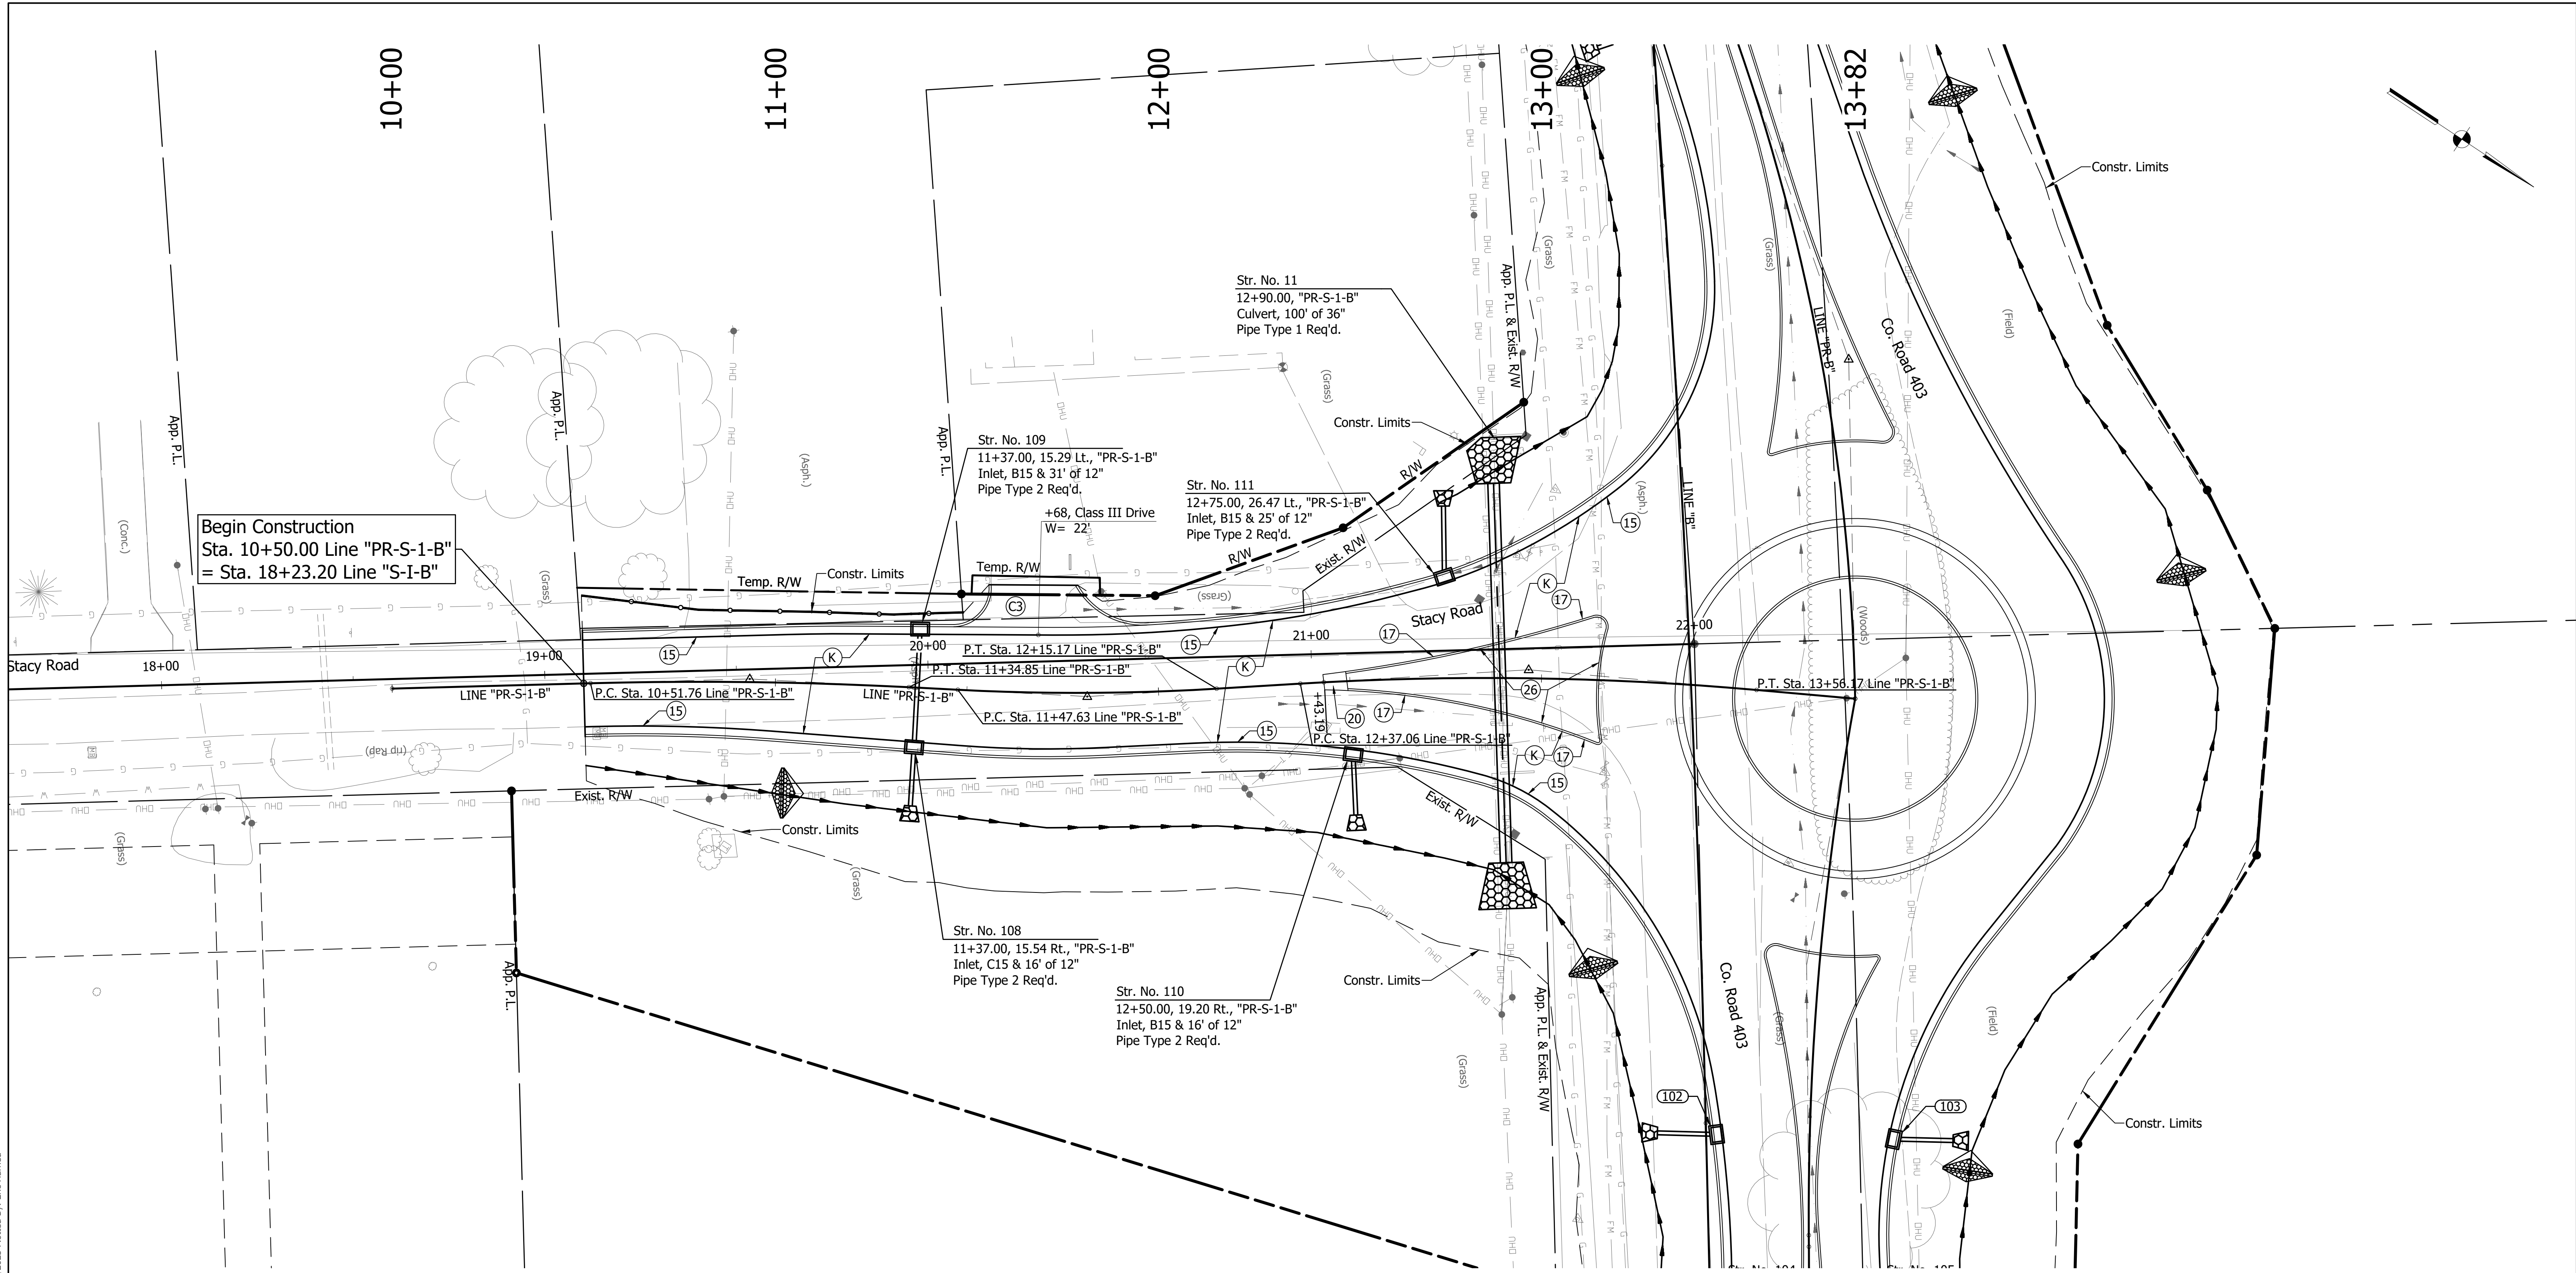 10+00
11+00
12+00
13+00
13+82
Constr. Limits
(Grass)
(Grass)
Str. No. 11
12+90.00, "PR-S-1-B"
Culvert, 100' of 36"
Pipe Type 1 Req'd.
App. P.L. & Exist. R/W
LINE "PR-B"
Co. Road 403
(Field)
(Grass)
App. P.L.
App. P.L.
App. P.L.
(Asph.)
Constr. Limits
R/W
Str. No. 109
11+37.00, 15.29 Lt., "PR-S-1-B"
Inlet, B15 & 31' of 12"
Pipe Type 2 Req'd.
Str. No. 111
12+75.00, 26.47 Lt., "PR-S-1-B"
Inlet, B15 & 25' of 12"
Pipe Type 2 Req'd.
+68, Class III Drive
W= 22'
(Asph.)
LINE "B"
15
Begin Construction
Sta. 10+50.00 Line "PR-S-1-B"
= Sta. 18+23.20 Line "S-I-B"
(Conc.)
(Grass)
Temp. R/W
Constr. Limits
Temp. R/W
R/W
Exist. R/W
C3
(Grass)
K
17
Stacy Road
(Woods)
Stacy Road
18+00
19+00
15
K
20+00
P.T. Sta. 12+15.17 Line "PR-S-1-B"
15
21+00
17
22+00
P.T. Sta. 11+34.85 Line "PR-S-1-B"
K
LINE "PR-S-1-B"
P.C. Sta. 10+51.76 Line "PR-S-1-B"
LINE "PR-S-1-B"
26
P.T. Sta. 13+56.17 Line "PR-S-1-B"
15
P.C. Sta. 11+47.63 Line "PR-S-1-B"
+43.19
20
17
15
P.C. Sta. 12+37.06 Line "PR-S-1-B"
K
17
15
(rip Rap)
Exist. R/W
Constr. Limits
Exist. R/W
(Grass)
(Grass)
App. P.L.
Str. No. 108
11+37.00, 15.54 Rt., "PR-S-1-B"
Inlet, C15 & 16' of 12"
Pipe Type 2 Req'd.
Constr. Limits
Str. No. 110
12+50.00, 19.20 Rt., "PR-S-1-B"
Inlet, B15 & 16' of 12"
Pipe Type 2 Req'd.
App. P.L. & Exist. R/W
Co. Road 403
(Grass)
(Field)
(Grass)
102
103
Constr. Limits